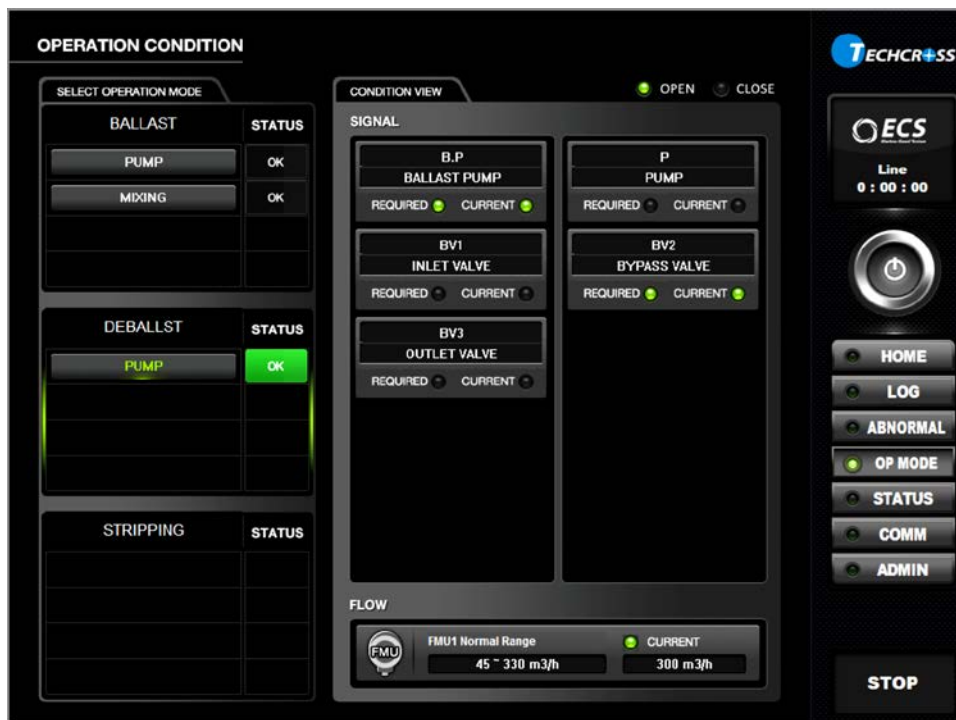 OPERATION CONDITION
TECHCROSS
SELECT OPERATION MODE
BALLAST STATUS
PUMP OK
MIXING OK
DEBALLST STATUS
PUMP OK
STRIPPING STATUS
CONDITION VIEW
OPEN CLOSE
SIGNAL
B.P
BALLAST PUMP
REQUIRED CURRENT
P
PUMP
REQUIRED CURRENT
BV1
INLET VALVE
REQUIRED CURRENT
BV2
BYPASS VALVE
REQUIRED CURRENT
BV3
OUTLET VALVE
REQUIRED CURRENT
FLOW
FMU
FMU1 Normal Range
45 ~ 330 m3/h
CURRENT
300 m3/h
ECS
Line
0 : 00 : 00
HOME
LOG
ABNORMAL
OP MODE
STATUS
COMM
ADMIN
STOP